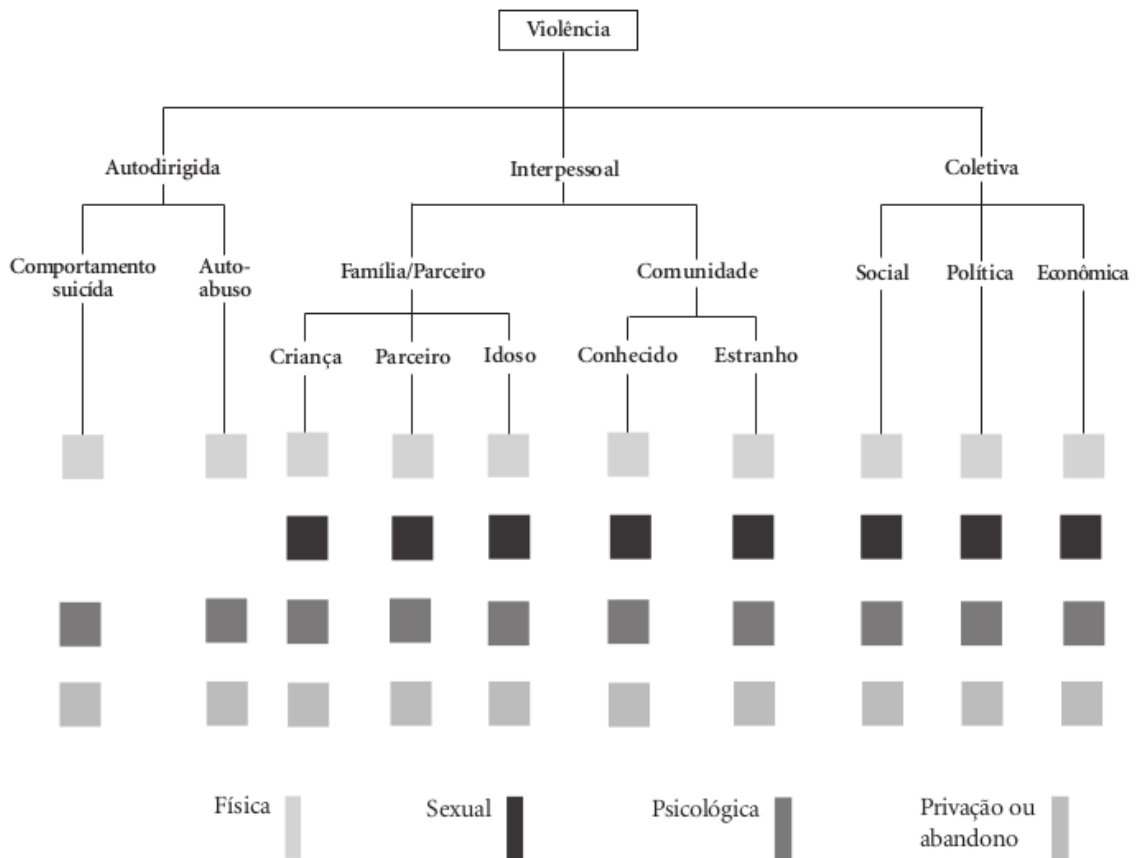 Violência
Autodirigida
Interpessoal
Coletiva
Comportamento
suicída
Auto-
abuso
Família/Parceiro
Comunidade
Social
Política
Econômica
Criança
Parceiro
Idoso
Conhecido
Estranho
Física
Sexual
Psicológica
Privação ou
abandono